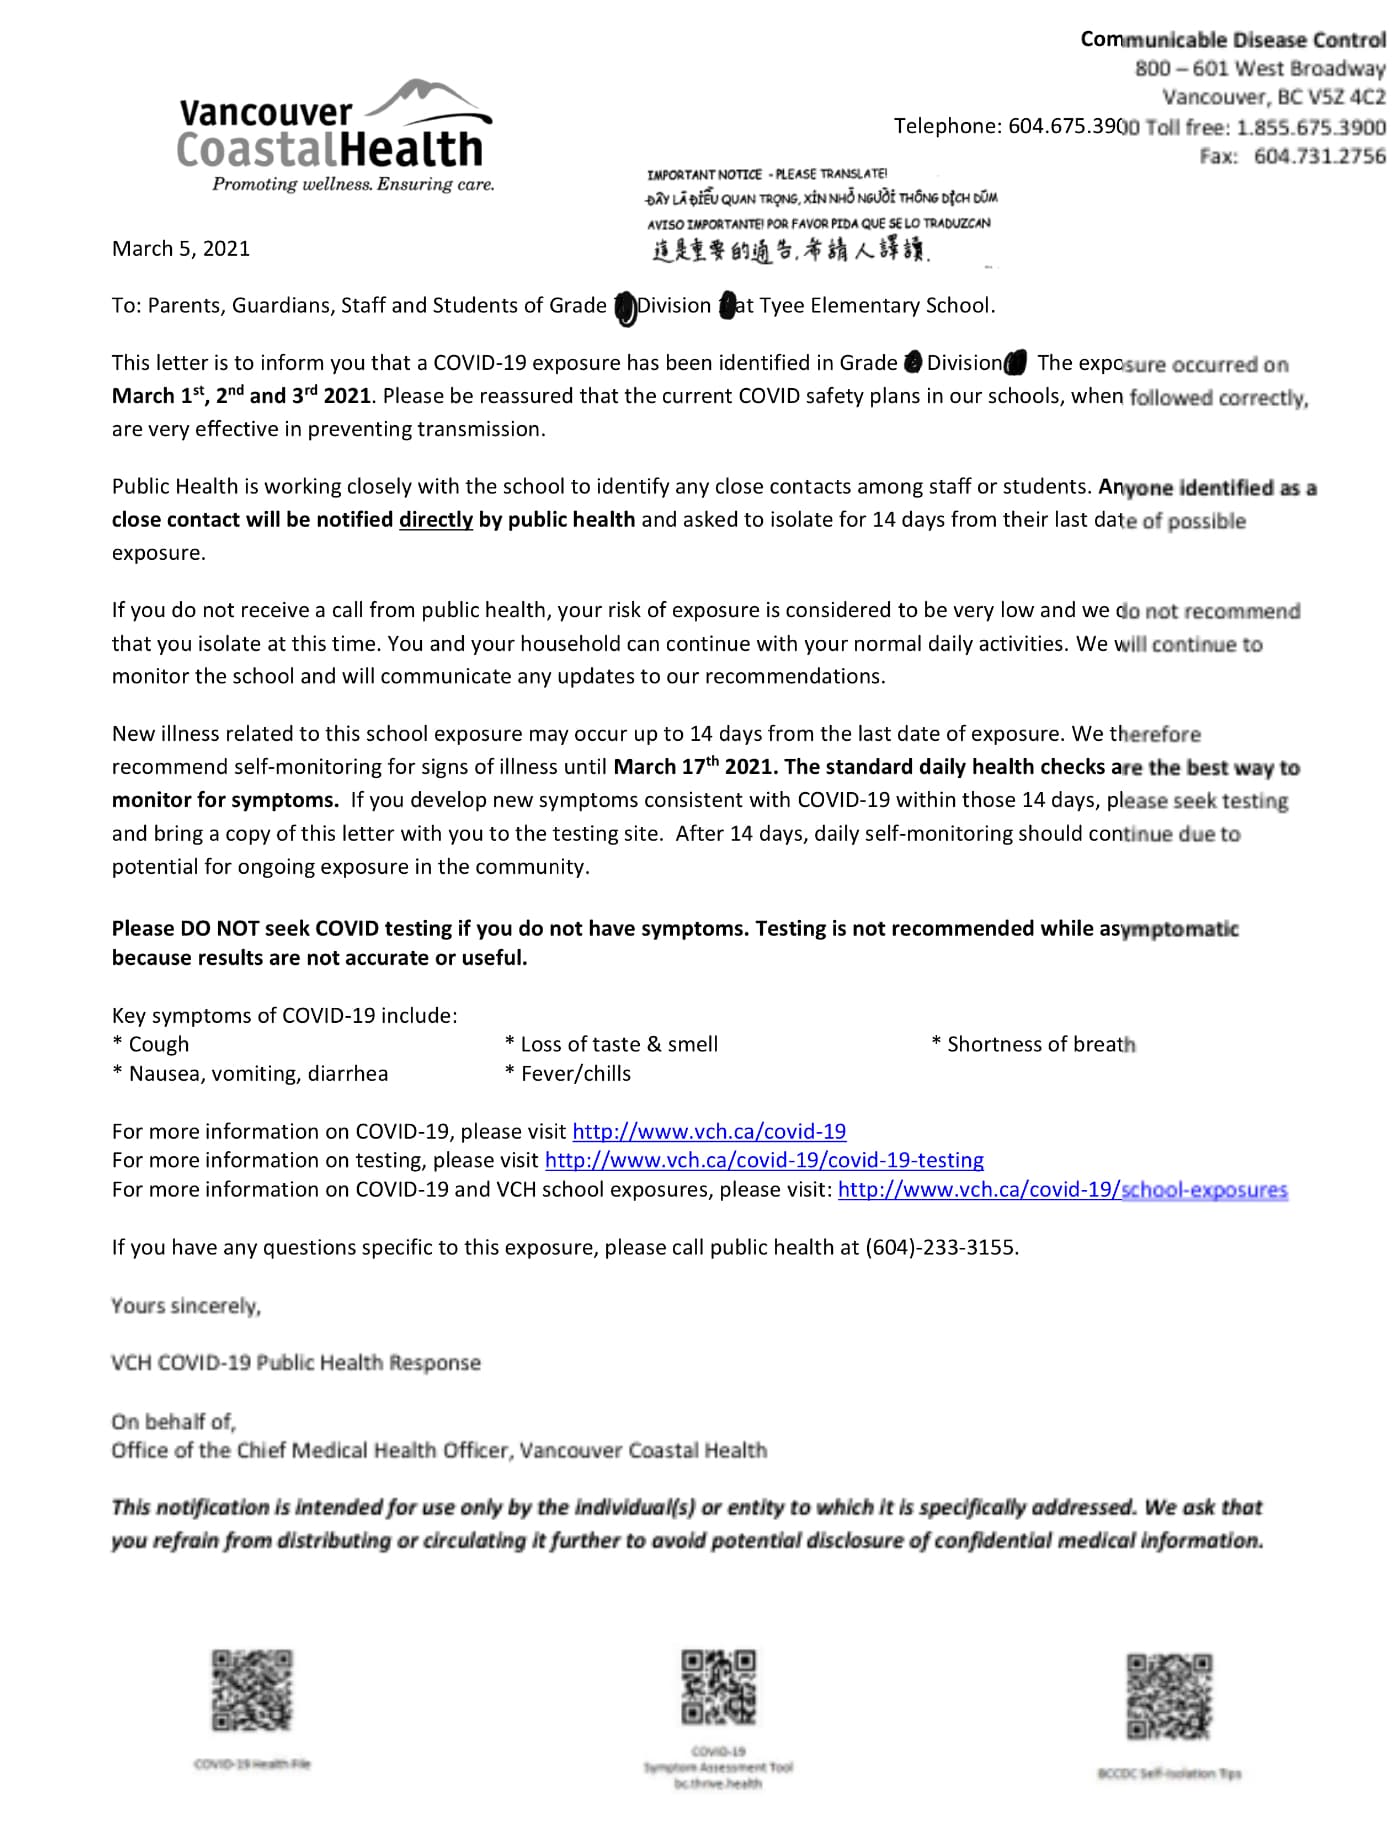 Communicable Disease Control
800 – 601 West Broadway
Vancouver, BC V5Z 4C2
Telephone: 604.675.3900 Toll free: 1.855.675.3900
Fax: 604.731.2756
Vancouver
CoastalHealth
Promoting wellness. Ensuring care.
IMPORTANT NOTICE - PLEASE TRANSLATE!
ĐÂY LÀ ĐIỀU QUAN TRỌNG, XIN NHỜ NGƯỜI THÔNG DỊCH DÙM
AVISO IMPORTANTE! POR FAVOR PIDA QUE SE LO TRADUZCAN
這是重要的通告,希請人譯讀.
March 5, 2021
To: Parents, Guardians, Staff and Students of Grade Division at Tyee Elementary School.
This letter is to inform you that a COVID-19 exposure has been identified in Grade Division The exposure occurred on
March 1st, 2nd and 3rd 2021. Please be reassured that the current COVID safety plans in our schools, when followed correctly,
are very effective in preventing transmission.
Public Health is working closely with the school to identify any close contacts among staff or students. Anyone identified as a
close contact will be notified directly by public health and asked to isolate for 14 days from their last date of possible
exposure.
If you do not receive a call from public health, your risk of exposure is considered to be very low and we do not recommend
that you isolate at this time. You and your household can continue with your normal daily activities. We will continue to
monitor the school and will communicate any updates to our recommendations.
New illness related to this school exposure may occur up to 14 days from the last date of exposure. We therefore
recommend self-monitoring for signs of illness until March 17th 2021. The standard daily health checks are the best way to
monitor for symptoms. If you develop new symptoms consistent with COVID-19 within those 14 days, please seek testing
and bring a copy of this letter with you to the testing site. After 14 days, daily self-monitoring should continue due to
potential for ongoing exposure in the community.
Please DO NOT seek COVID testing if you do not have symptoms. Testing is not recommended while asymptomatic
because results are not accurate or useful.
Key symptoms of COVID-19 include:
* Cough * Loss of taste & smell * Shortness of breath
* Nausea, vomiting, diarrhea * Fever/chills
For more information on COVID-19, please visit http://www.vch.ca/covid-19
For more information on testing, please visit http://www.vch.ca/covid-19/covid-19-testing
For more information on COVID-19 and VCH school exposures, please visit: http://www.vch.ca/covid-19/school-exposures
If you have any questions specific to this exposure, please call public health at (604)-233-3155.
Yours sincerely,
VCH COVID-19 Public Health Response
On behalf of,
Office of the Chief Medical Health Officer, Vancouver Coastal Health
This notification is intended for use only by the individual(s) or entity to which it is specifically addressed. We ask that
you refrain from distributing or circulating it further to avoid potential disclosure of confidential medical information.
COVID-19 Health File
COVID-19
Symptom Assessment Tool
bc.thrive.health
BCCDC Self-Isolation Tips